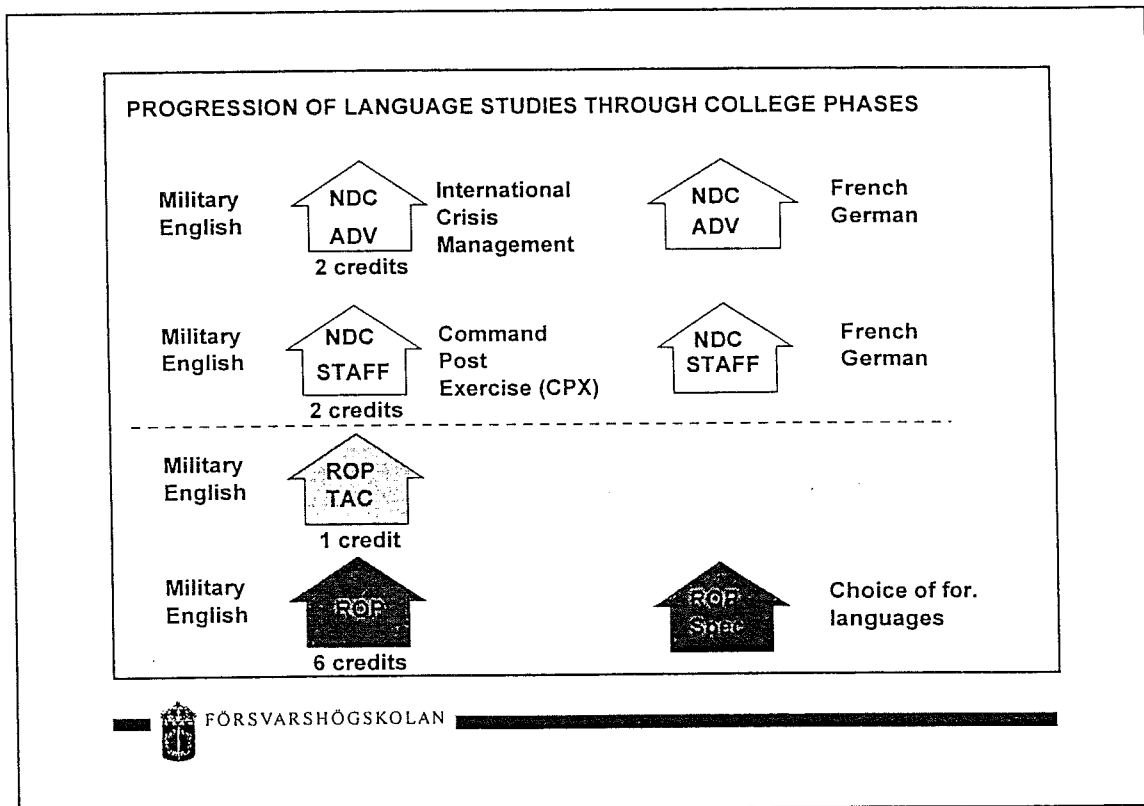 PROGRESSION OF LANGUAGE STUDIES THROUGH COLLEGE PHASES
Military
English
NDC
ADV
2 credits
International
Crisis
Management
NDC
ADV
French
German
Military
English
NDC
STAFF
2 credits
Command
Post
Exercise (CPX)
NDC
STAFF
French
German
Military
English
ROP
TAC
1 credit
Military
English
ROP
6 credits
ROP
Spec
Choice of for.
languages
FÖRSVARSHÖGSKOLAN